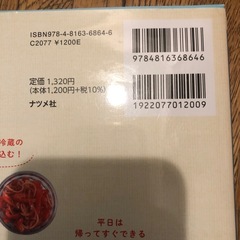 ISBN978-4-8163-6864-6
C2077 ¥1200E
9784816368646
定価 1,320円
(本体1,200円+税10%)
ナツメ社
1922077012009
冷蔵の
込む!
平日は
帰ってすぐできる